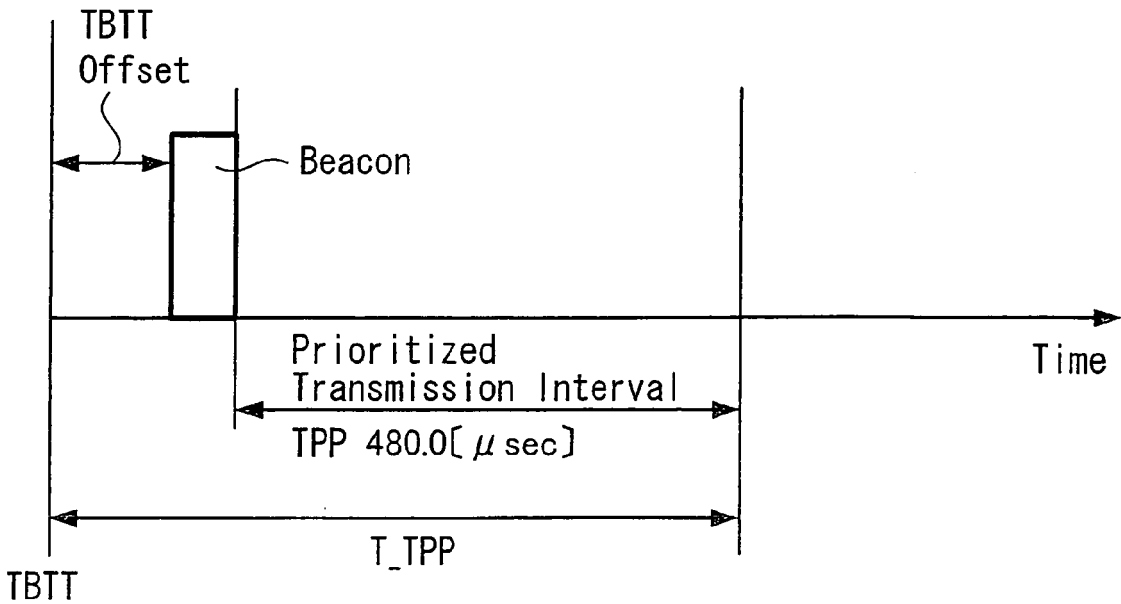 TBTT
Offset
Beacon
Prioritized
Transmission Interval
TPP 480.0[μsec]
Time
T_TPP
TBTT